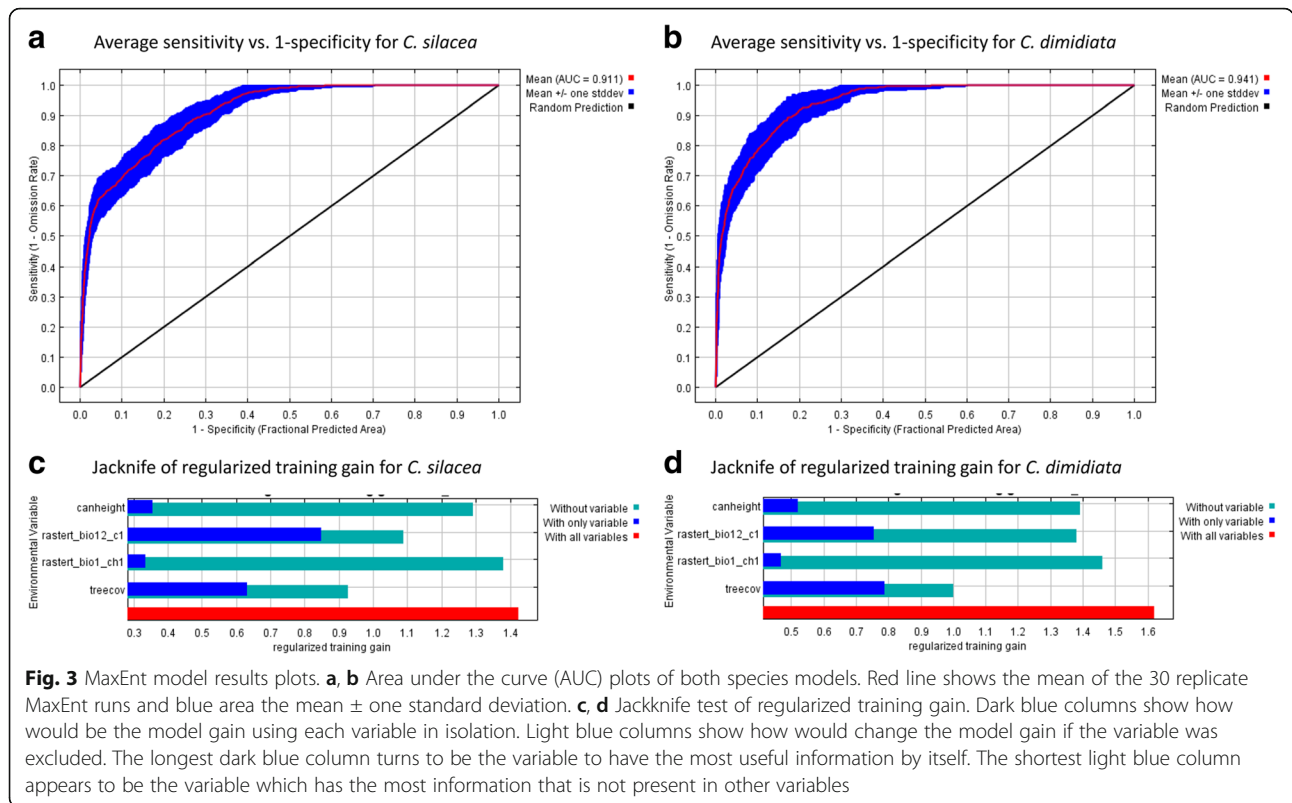 a Average sensitivity vs. 1-specificity for C. silacea
Mean (AUC = 0.911)
Mean +/- one stddev
Random Prediction
1.0
0.9
0.8
0.7
0.6
0.5
0.4
0.3
0.2
0.1
0.0
Sensitivity (1 - Omission Rate)
0.0 0.1 0.2 0.3 0.4 0.5 0.6 0.7 0.8 0.9 1.0
1 - Specificity (Fractional Predicted Area)
b Average sensitivity vs. 1-specificity for C. dimidiata
Mean (AUC = 0.941)
Mean +/- one stddev
Random Prediction
1.0
0.9
0.8
0.7
0.6
0.5
0.4
0.3
0.2
0.1
0.0
Sensitivity (1 - Omission Rate)
0.0 0.1 0.2 0.3 0.4 0.5 0.6 0.7 0.8 0.9 1.0
1 - Specificity (Fractional Predicted Area)
c Jacknife of regularized training gain for C. silacea
Environmental Variable
canheight
rastert_bio12_c1
rastert_bio1_ch1
treecov
Without variable
With only variable
With all variables
0.3 0.4 0.5 0.6 0.7 0.8 0.9 1.0 1.1 1.2 1.3 1.4
regularized training gain
d Jacknife of regularized training gain for C. dimidiata
Environmental Variable
canheight
rastert_bio12_c1
rastert_bio1_ch1
treecov
Without variable
With only variable
With all variables
0.5 0.6 0.7 0.8 0.9 1.0 1.1 1.2 1.3 1.4 1.5 1.6
regularized training gain
Fig. 3 MaxEnt model results plots. a, b Area under the curve (AUC) plots of both species models. Red line shows the mean of the 30 replicate
MaxEnt runs and blue area the mean ± one standard deviation. c, d Jackknife test of regularized training gain. Dark blue columns show how
would be the model gain using each variable in isolation. Light blue columns show how would change the model gain if the variable was
excluded. The longest dark blue column turns to be the variable to have the most useful information by itself. The shortest light blue column
appears to be the variable which has the most information that is not present in other variables